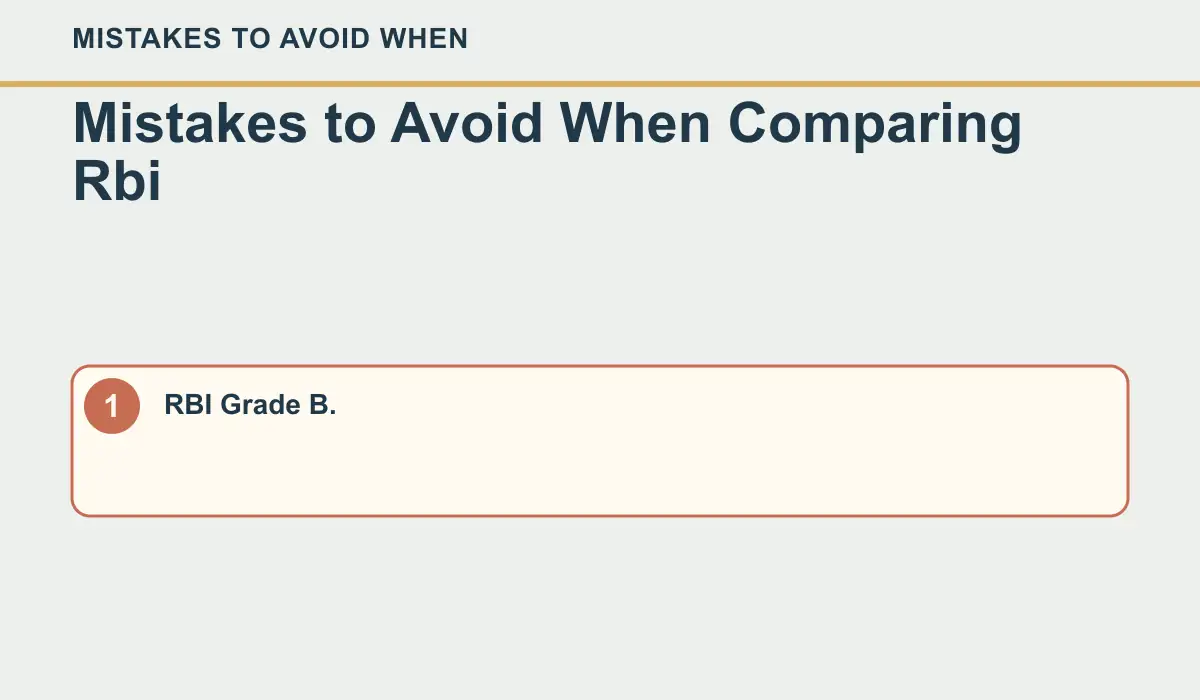 MISTAKES TO AVOID WHEN
Mistakes to Avoid When Comparing
Rbi
1 RBI Grade B.